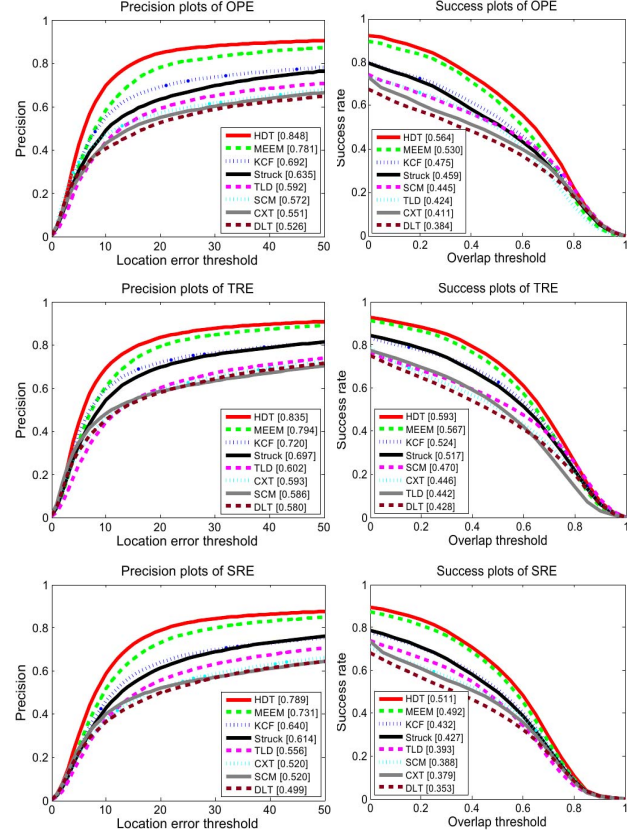 Precision plots of OPE
Precision
1
0.8
0.6
0.4
0.2
0
0 10 20 30 40 50
Location error threshold
HDT [0.848]
MEEM [0.781]
KCF [0.692]
Struck [0.635]
TLD [0.592]
SCM [0.572]
CXT [0.551]
DLT [0.526]
Success plots of OPE
Success rate
1
0.8
0.6
0.4
0.2
0
0 0.2 0.4 0.6 0.8 1
Overlap threshold
HDT [0.564]
MEEM [0.530]
KCF [0.475]
Struck [0.459]
SCM [0.445]
TLD [0.424]
CXT [0.411]
DLT [0.384]
Precision plots of TRE
Precision
1
0.8
0.6
0.4
0.2
0
0 10 20 30 40 50
Location error threshold
HDT [0.835]
MEEM [0.794]
KCF [0.720]
Struck [0.697]
TLD [0.602]
CXT [0.593]
SCM [0.586]
DLT [0.580]
Success plots of TRE
Success rate
1
0.8
0.6
0.4
0.2
0
0 0.2 0.4 0.6 0.8 1
Overlap threshold
HDT [0.593]
MEEM [0.567]
KCF [0.524]
Struck [0.517]
SCM [0.470]
CXT [0.446]
TLD [0.442]
DLT [0.428]
Precision plots of SRE
Precision
1
0.8
0.6
0.4
0.2
0
0 10 20 30 40 50
Location error threshold
HDT [0.789]
MEEM [0.731]
KCF [0.640]
Struck [0.614]
TLD [0.556]
CXT [0.520]
SCM [0.520]
DLT [0.499]
Success plots of SRE
Success rate
1
0.8
0.6
0.4
0.2
0
0 0.2 0.4 0.6 0.8 1
Overlap threshold
HDT [0.511]
MEEM [0.492]
KCF [0.432]
Struck [0.427]
TLD [0.393]
SCM [0.388]
CXT [0.379]
DLT [0.353]